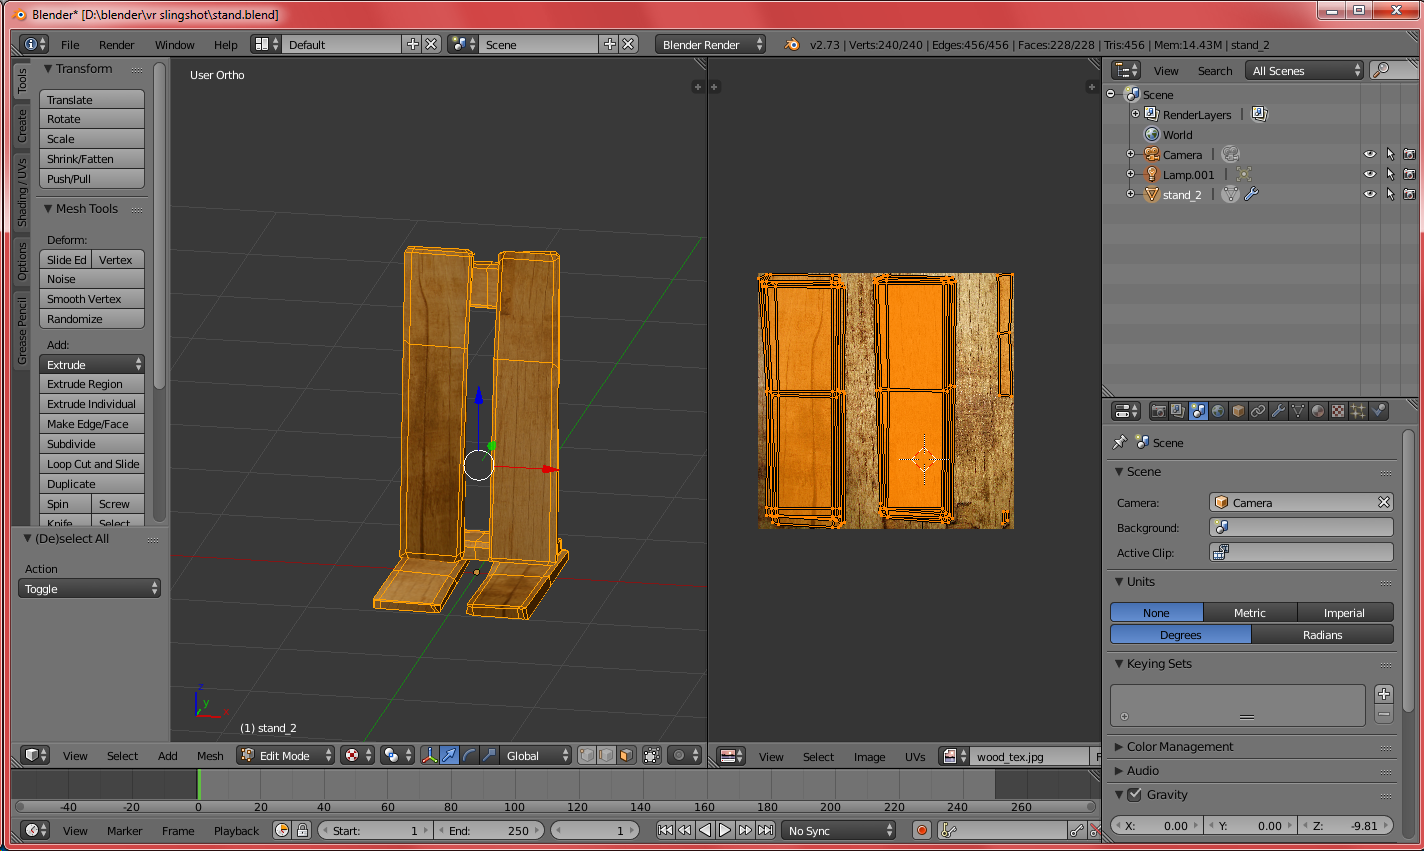 Blender* [D:\blender\vr slingshot\stand.blend]
File Render Window Help Default Scene Blender Render v2.73 | Verts:240/240 | Edges:456/456 | Faces:228/228 | Tris:456 | Mem:14.43M | stand_2
Tools
Create
Shading / UVs
Options
Grease Pencil
Transform
Translate
Rotate
Scale
Shrink/Fatten
Push/Pull
Mesh Tools
Deform:
Slide Ed Vertex
Noise
Smooth Vertex
Randomize
Add:
Extrude
Extrude Region
Extrude Individual
Make Edge/Face
Subdivide
Loop Cut and Slide
Duplicate
Spin Screw
Knife Select
(De)select All
Action
Toggle
User Ortho
z
y
x
(1) stand_2
View Select Add Mesh Edit Mode Global
View Select Image UVs wood_tex.jpg F
View Search All Scenes
Scene
RenderLayers |
World
Camera |
Lamp.001 |
stand_2 |
Scene
Scene
Camera: Camera
Background:
Active Clip:
Units
None Metric Imperial
Degrees Radians
Keying Sets
Color Management
Audio
Gravity
X: 0.00 Y: 0.00 Z: -9.81
-40 -20 0 20 40 60 80 100 120 140 160 180 200 220 240 260
View Marker Frame Playback Start: 1 End: 250 1 No Sync